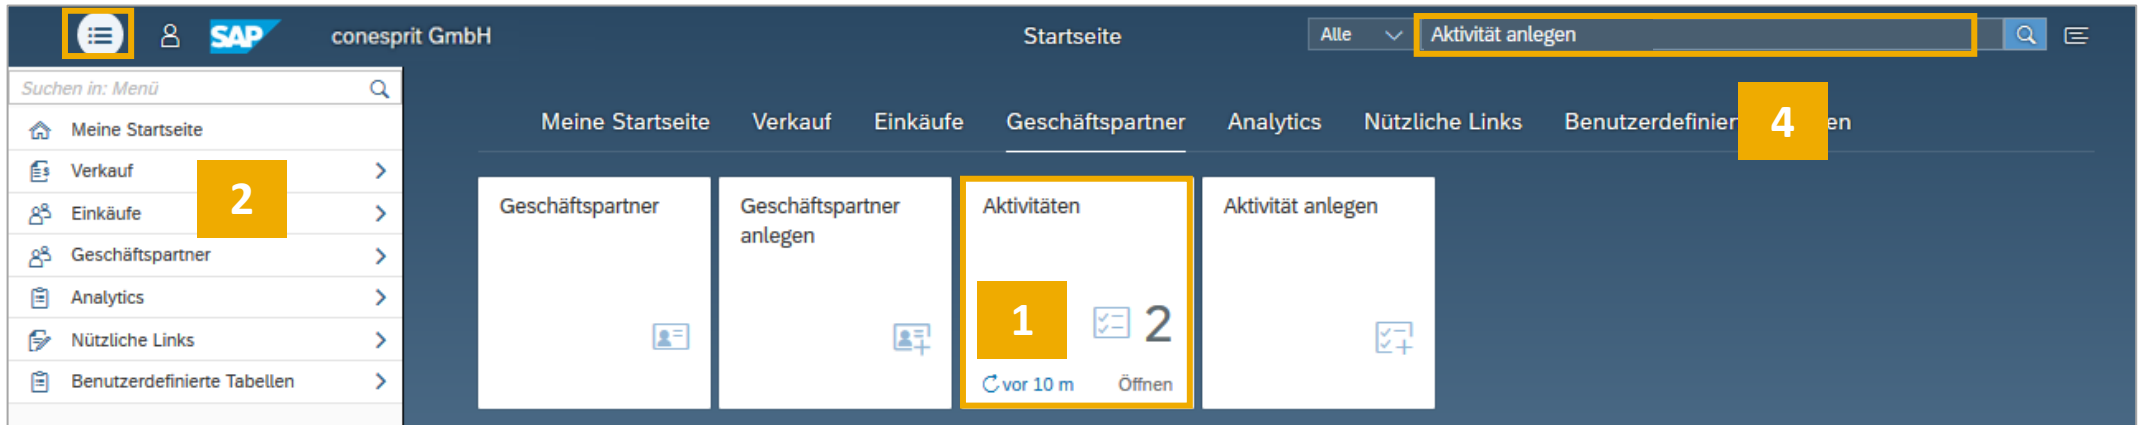 SAP conesprit GmbH Startseite Alle Aktivität anlegen
Suchen in: Menü
Meine Startseite
Verkauf
Einkäufe
Geschäftspartner
Analytics
Nützliche Links
Benutzerdefinierte Tabellen
2
Meine Startseite Verkauf Einkäufe Geschäftspartner Analytics Nützliche Links Benutzerdefinier en
4
Geschäftspartner
Geschäftspartner
anlegen
Aktivitäten
1
2
vor 10 m Öffnen
Aktivität anlegen